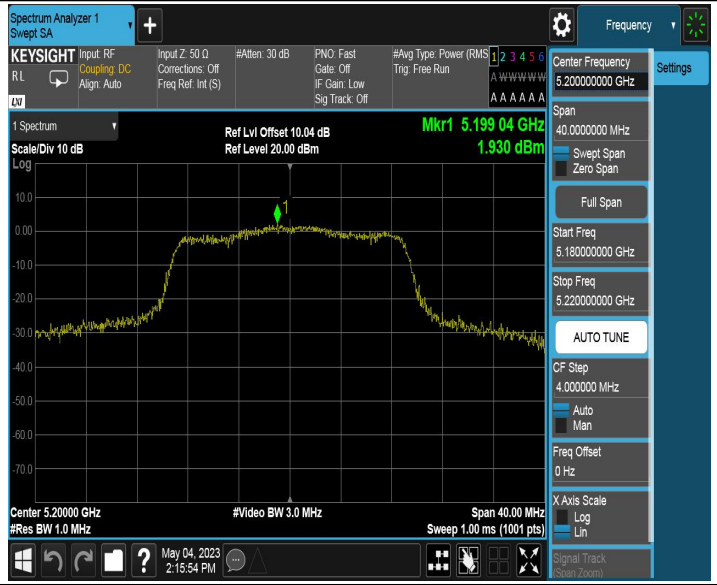 Spectrum Analyzer 1
Swept SA
Frequency
KEYSIGHT
RL
LXI
Input: RF
Coupling: DC
Align: Auto
Input Z: 50 Ω
Corrections: Off
Freq Ref: Int (S)
#Atten: 30 dB
PNO: Fast
Gate: Off
IF Gain: Low
Sig Track: Off
#Avg Type: Power (RMS
Trig: Free Run
1 2 3 4 5 6
A W W W W W
A A A A A A
Center Frequency
5.200000000 GHz
Settings
Span
40.0000000 MHz
Swept Span
Zero Span
Full Span
Start Freq
5.180000000 GHz
Stop Freq
5.220000000 GHz
AUTO TUNE
CF Step
4.000000 MHz
Auto
Man
Freq Offset
0 Hz
X Axis Scale
Log
Lin
Signal Track
(Span Zoom)
1 Spectrum
Scale/Div 10 dB
Ref Lvl Offset 10.04 dB
Ref Level 20.00 dBm
Mkr1 5.199 04 GHz
1.930 dBm
Log
10.0
0.00
-10.0
-20.0
-30.0
-40.0
-50.0
-60.0
-70.0
1
Center 5.20000 GHz
#Video BW 3.0 MHz
Span 40.00 MHz
#Res BW 1.0 MHz
Sweep 1.00 ms (1001 pts)
?
May 04, 2023
2:15:54 PM